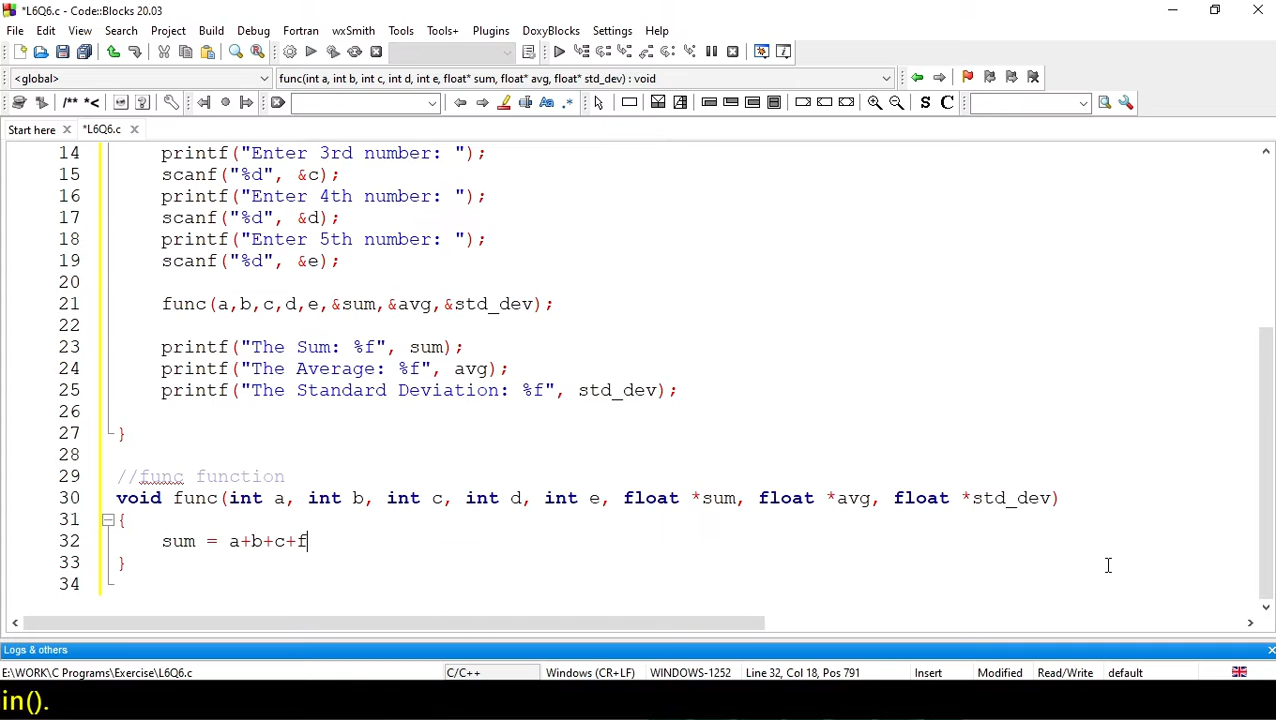 *L6Q6.c - Code::Blocks 20.03
File Edit View Search Project Build Debug Fortran wxSmith Tools Tools+ Plugins DoxyBlocks Settings Help
/** *<
Aa .*
S C
<global> func(int a, int b, int c, int d, int e, float* sum, float* avg, float* std_dev) : void
Start here *L6Q6.c
14 printf("Enter 3rd number: ");
15 scanf("%d", &c);
16 printf("Enter 4th number: ");
17 scanf("%d", &d);
18 printf("Enter 5th number: ");
19 scanf("%d", &e);
20
21 func(a,b,c,d,e,&sum,&avg,&std_dev);
22
23 printf("The Sum: %f", sum);
24 printf("The Average: %f", avg);
25 printf("The Standard Deviation: %f", std_dev);
26
27 }
28
29 //func function
30 void func(int a, int b, int c, int d, int e, float *sum, float *avg, float *std_dev)
31 {
32 sum = a+b+c+f
33 }
34
Logs & others
E:\WORK\C Programs\Exercise\L6Q6.c C/C++ Windows (CR+LF) WINDOWS-1252 Line 32, Col 18, Pos 791 Insert Modified Read/Write default
in().